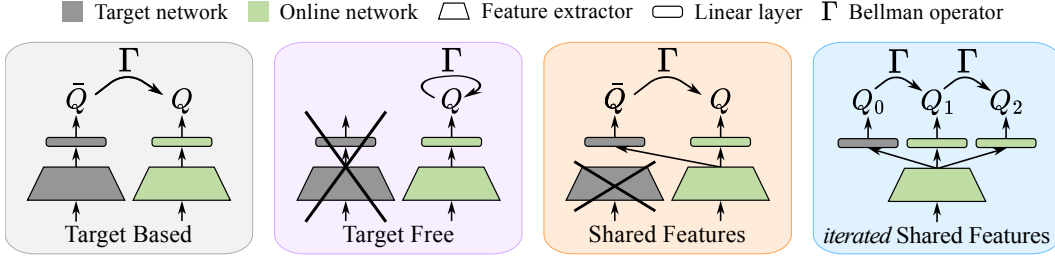 Target network Online network Feature extractor Linear layer Γ Bellman operator
Γ Γ Γ Γ Γ
Q̄ Q Q Q̄ Q Q₀ Q₁ Q₂
Target Based Target Free Shared Features iterated Shared Features